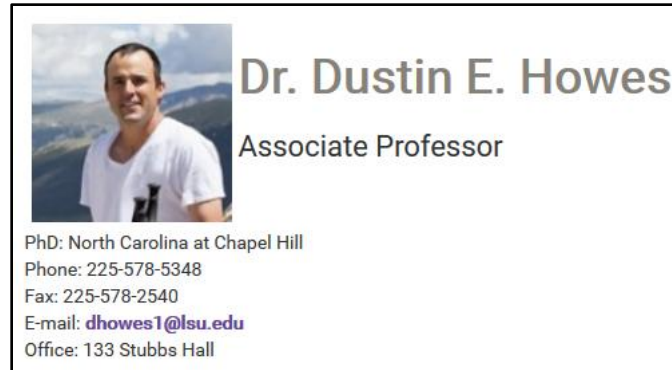 Dr. Dustin E. Howes
Associate Professor
PhD: North Carolina at Chapel Hill
Phone: 225-578-5348
Fax: 225-578-2540
E-mail: dhowes1@lsu.edu
Office: 133 Stubbs Hall